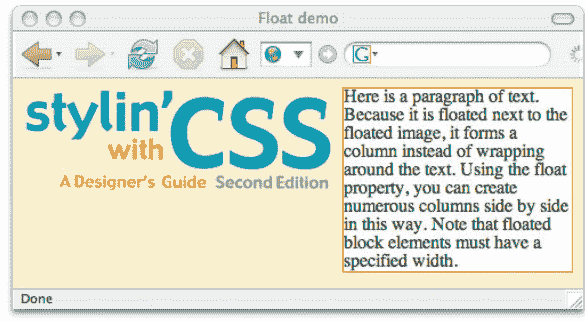 Float demo
G
stylin’
with
CSS
A Designer’s Guide Second Edition
Here is a paragraph of text.
Because it is floated next to the
floated image, it forms a
column instead of wrapping
around the text. Using the float
property, you can create
numerous columns side by side
in this way. Note that floated
block elements must have a
specified width.
Done